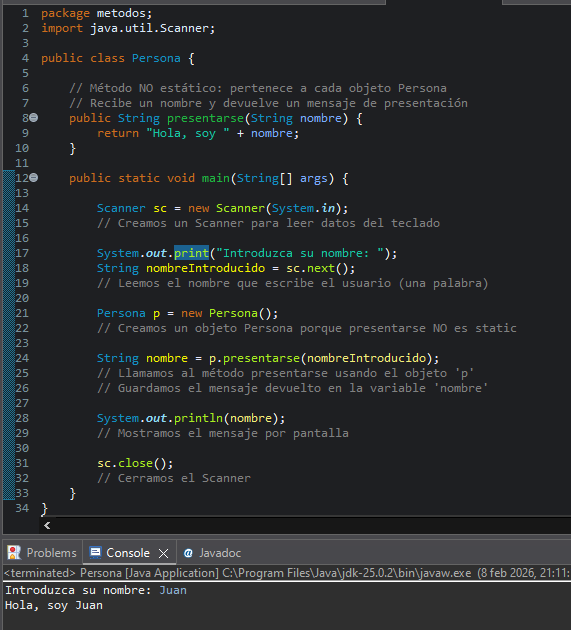 1 package metodos;
2 import java.util.Scanner;
3
4 public class Persona {
5
6     // Método NO estático: pertenece a cada objeto Persona
7     // Recibe un nombre y devuelve un mensaje de presentación
8     public String presentarse(String nombre) {
9         return "Hola, soy " + nombre;
10     }
11
12     public static void main(String[] args) {
13
14         Scanner sc = new Scanner(System.in);
15         // Creamos un Scanner para leer datos del teclado
16
17         System.out.print("Introduzca su nombre: ");
18         String nombreIntroducido = sc.next();
19         // Leemos el nombre que escribe el usuario (una palabra)
20
21         Persona p = new Persona();
22         // Creamos un objeto Persona porque presentarse NO es static
23
24         String nombre = p.presentarse(nombreIntroducido);
25         // Llamamos al método presentarse usando el objeto 'p'
26         // Guardamos el mensaje devuelto en la variable 'nombre'
27
28         System.out.println(nombre);
29         // Mostramos el mensaje por pantalla
30
31         sc.close();
32         // Cerramos el Scanner
33     }
34 }
Problems Console Javadoc
<terminated> Persona [Java Application] C:\Program Files\Java\jdk-25.0.2\bin\javaw.exe (8 feb 2026, 21:11:
Introduzca su nombre: Juan
Hola, soy Juan